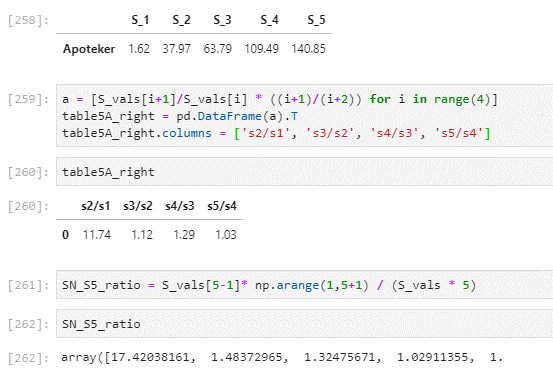 [258]:
S_1 S_2 S_3 S_4 S_5
Apoteker 1.62 37.97 63.79 109.49 140.85
[259]: a = [S_vals[i+1]/S_vals[i] * ((i+1)/(i+2)) for i in range(4)]
table5A_right = pd.DataFrame(a).T
table5A_right.columns = ['s2/s1', 's3/s2', 's4/s3', 's5/s4']
[260]: table5A_right
[260]:
s2/s1 s3/s2 s4/s3 s5/s4
0 11.74 1.12 1.29 1.03
[261]: SN_S5_ratio = S_vals[5-1]* np.arange(1,5+1) / (S_vals * 5)
[262]: SN_S5_ratio
[262]: array([17.42038161, 1.48372965, 1.32475671, 1.02911355, 1.